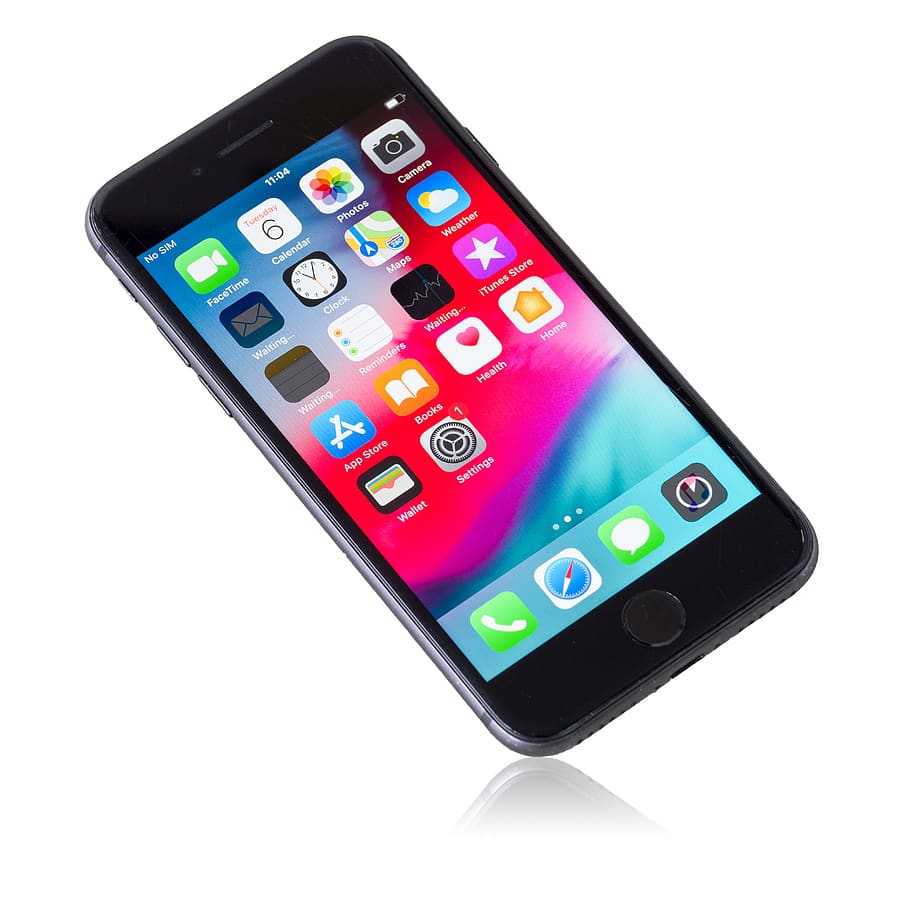 No SIM
11:04
FaceTime
Tuesday
6
Calendar
Photos
Camera
Waiting...
Clock
280
Maps
Weather
Waiting...
Reminders
Waiting...
iTunes Store
App Store
Books
Health
Home
Wallet
1
Settings